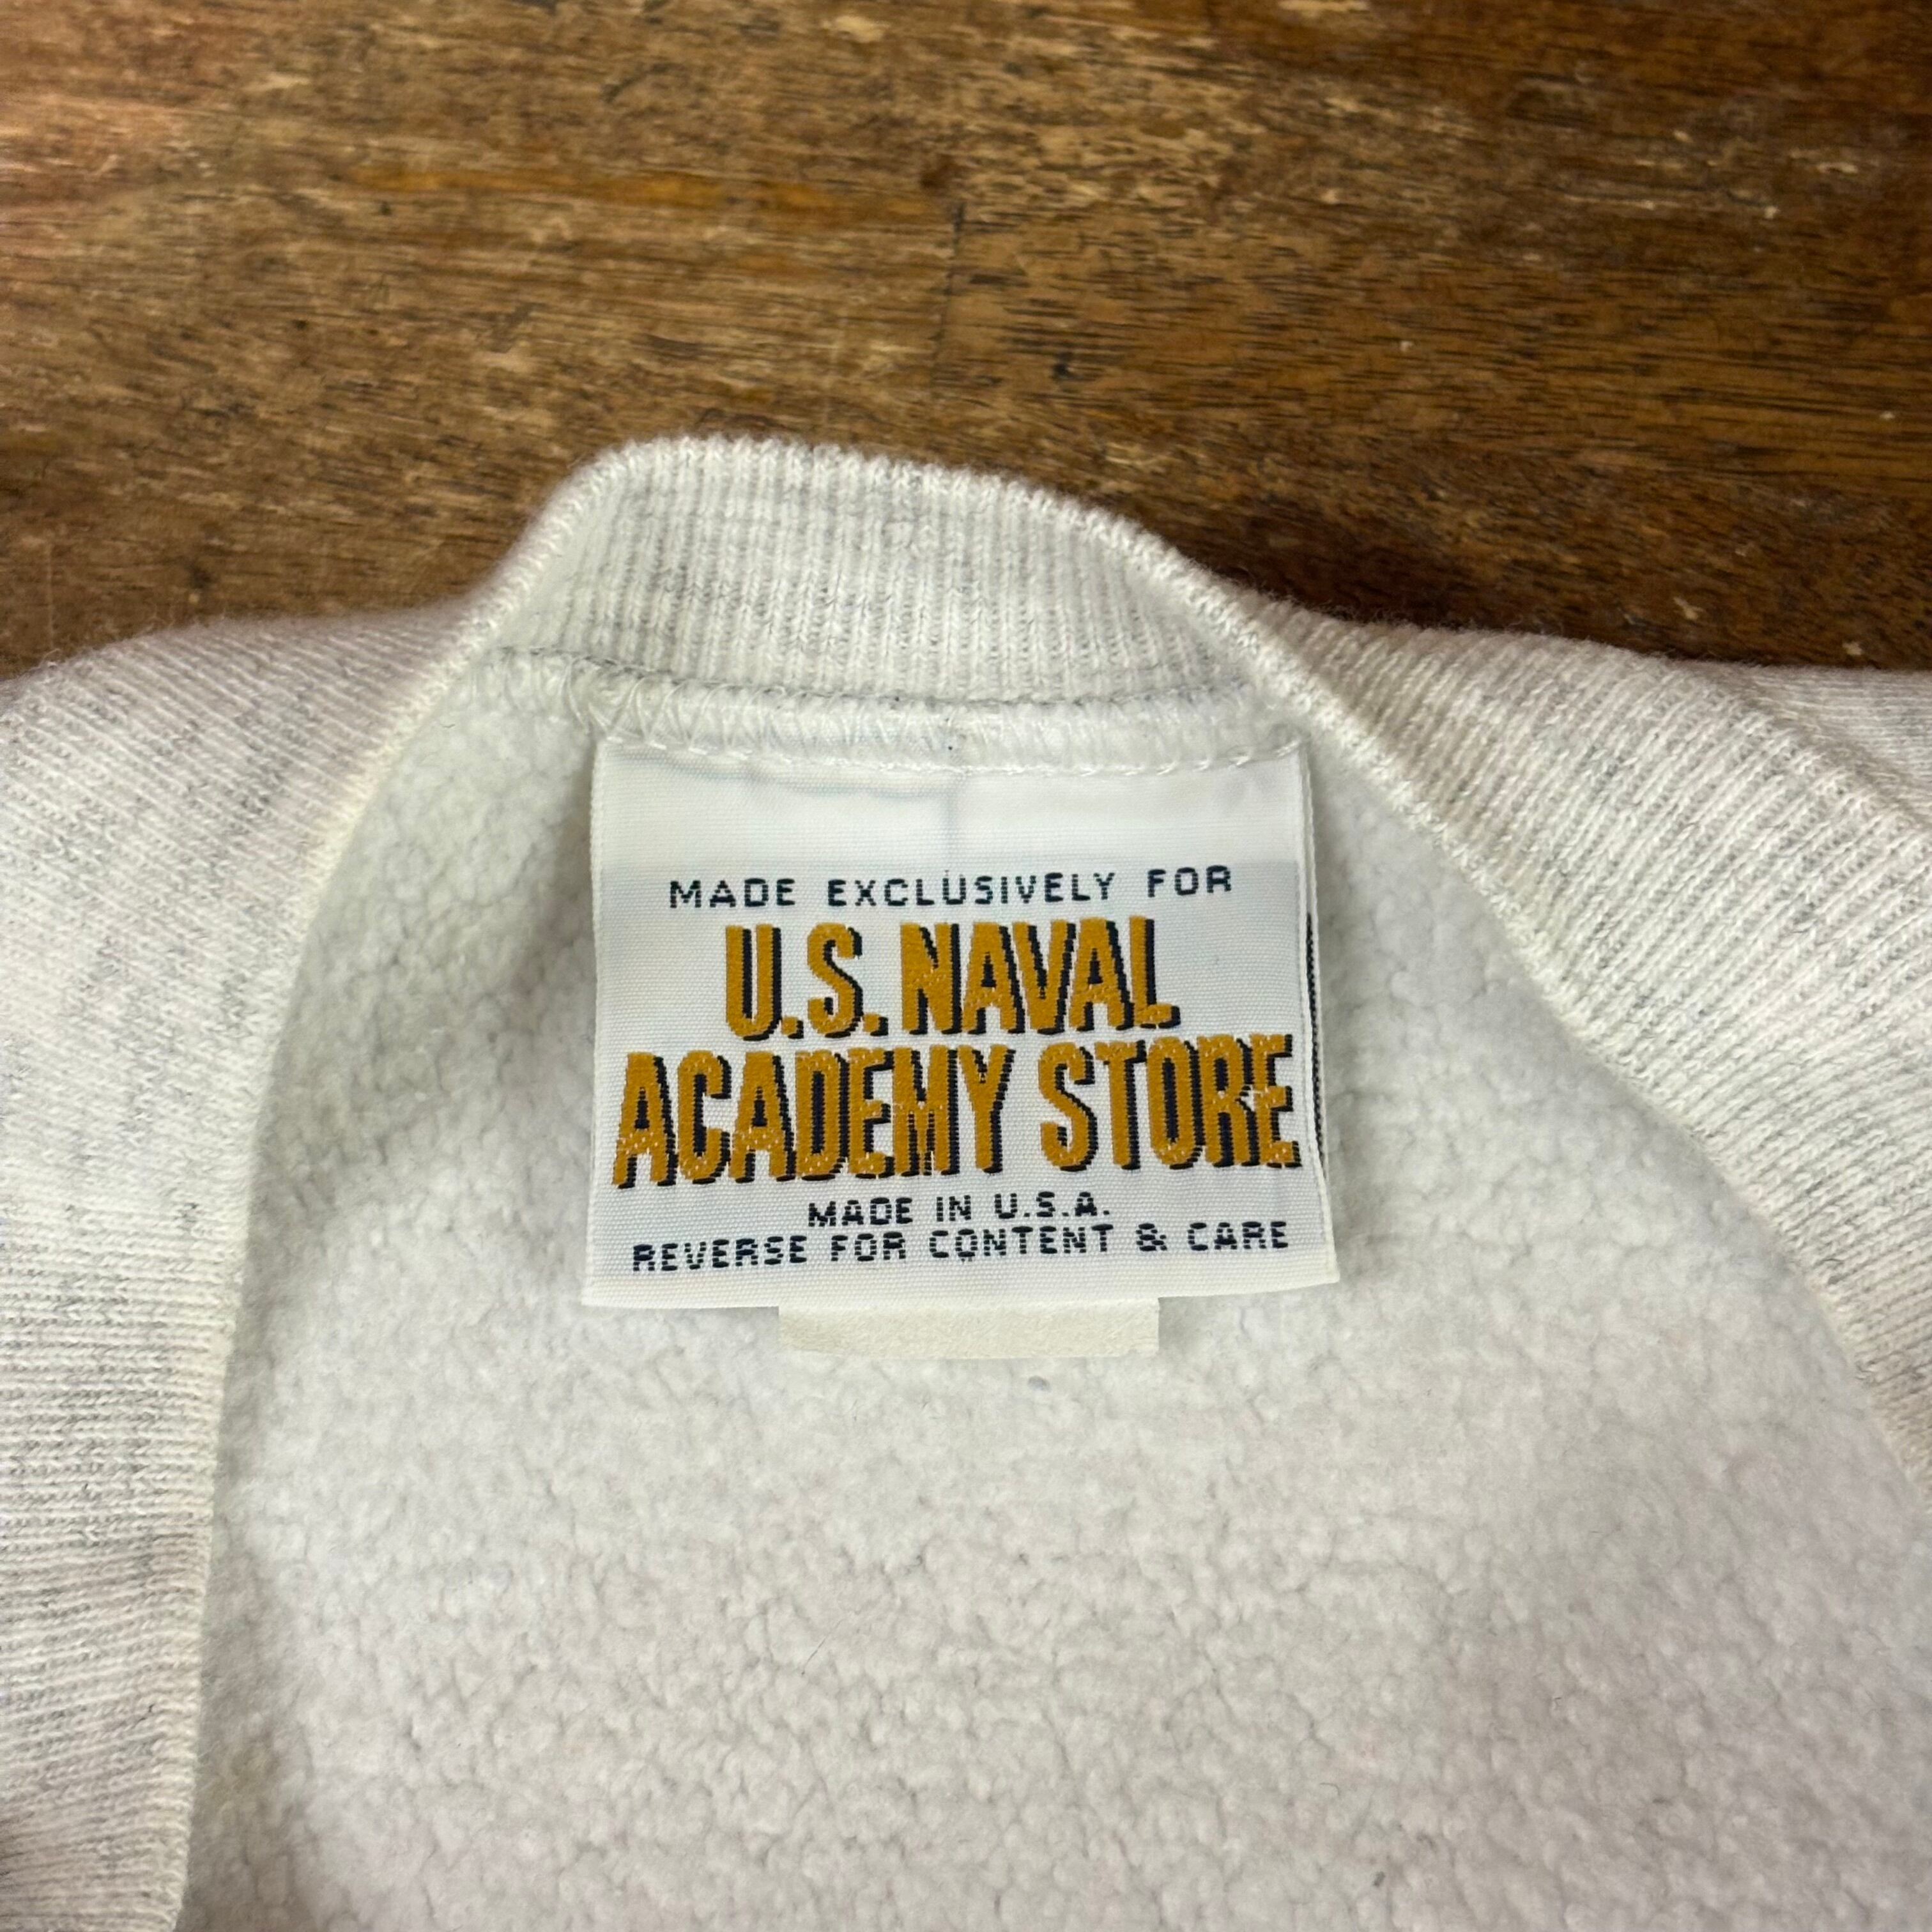 MADE EXCLUSIVELY FOR
U.S. NAVAL
ACADEMY STORE
MADE IN U.S.A.
REVERSE FOR CONTENT & CARE